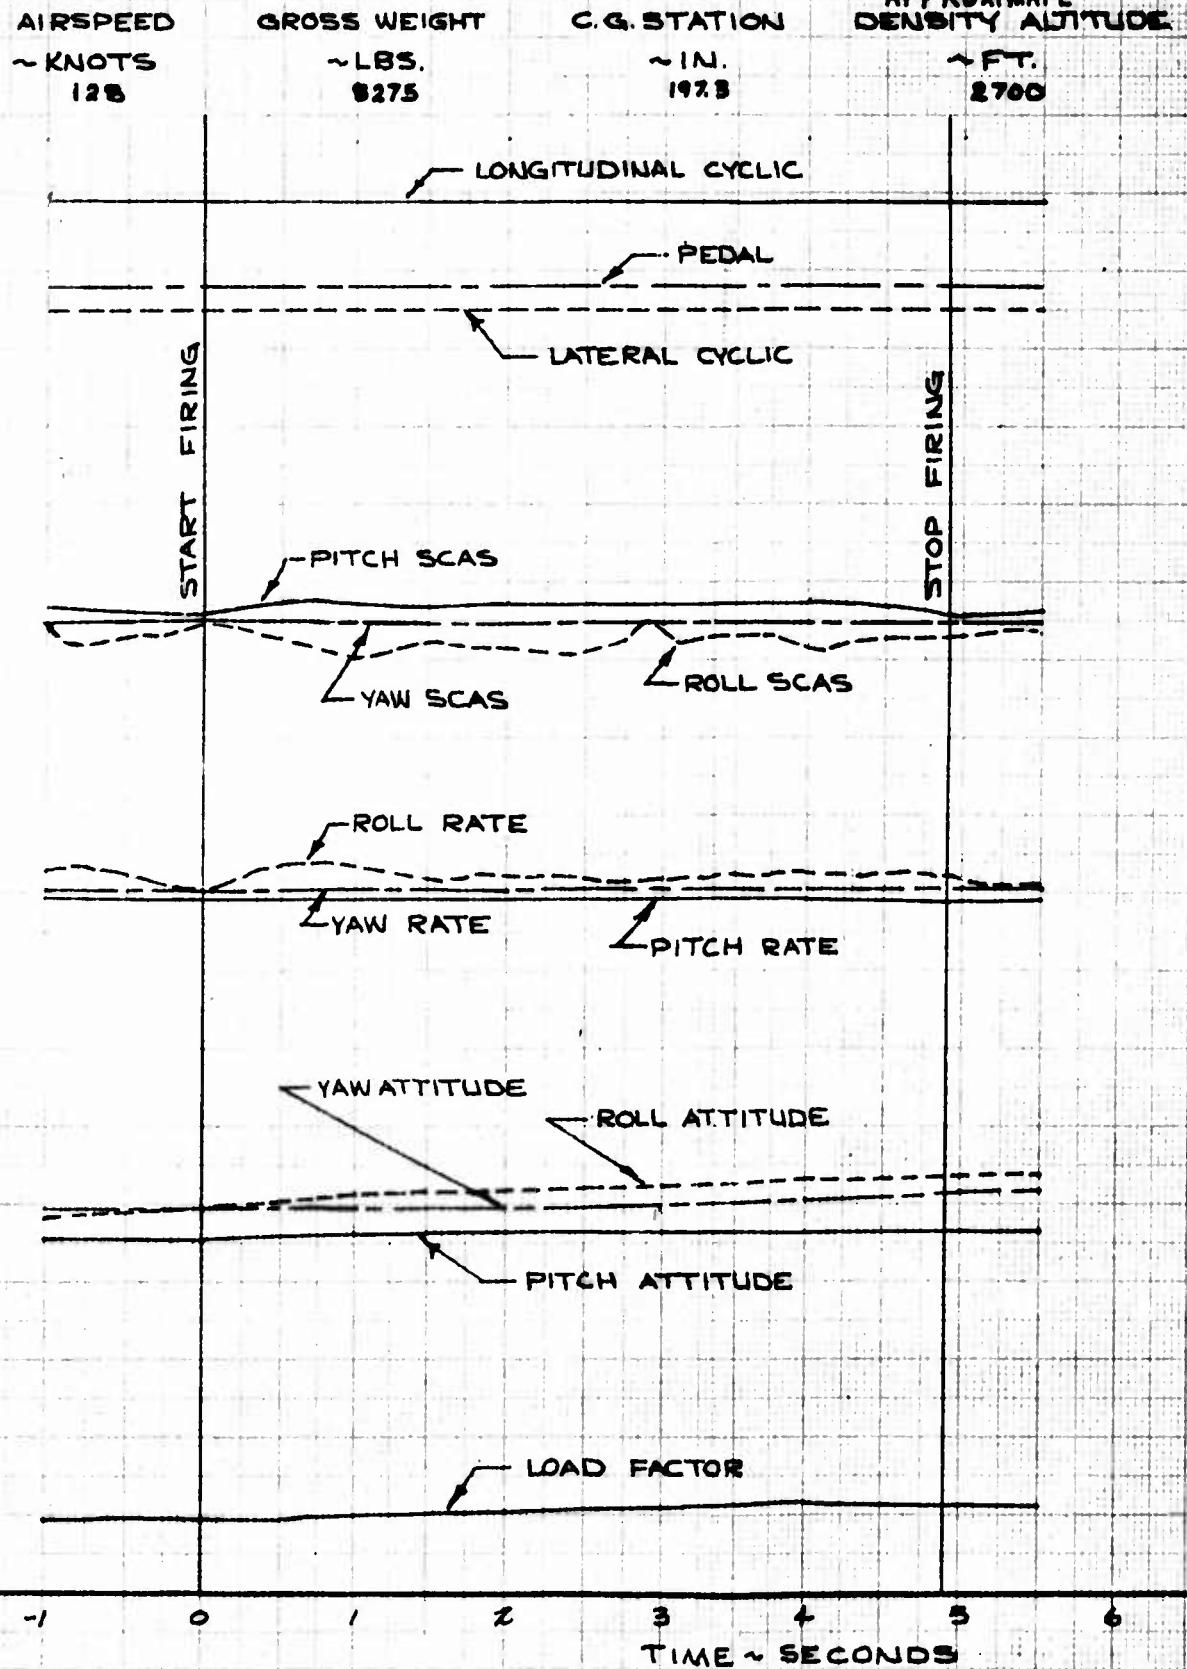 APPROXIMATE
AIRSPEED GROSS WEIGHT C.G. STATION DENSITY ALTITUDE
~ KNOTS ~ LBS. ~ IN. ~ FT.
128 8275 197.3 2700
LONGITUDINAL CYCLIC
PEDAL
LATERAL CYCLIC
START FIRING
STOP FIRING
PITCH SCAS
YAW SCAS
ROLL SCAS
ROLL RATE
YAW RATE
PITCH RATE
YAW ATTITUDE
ROLL ATTITUDE
PITCH ATTITUDE
LOAD FACTOR
-1 0 1 2 3 4 5 6
TIME ~ SECONDS